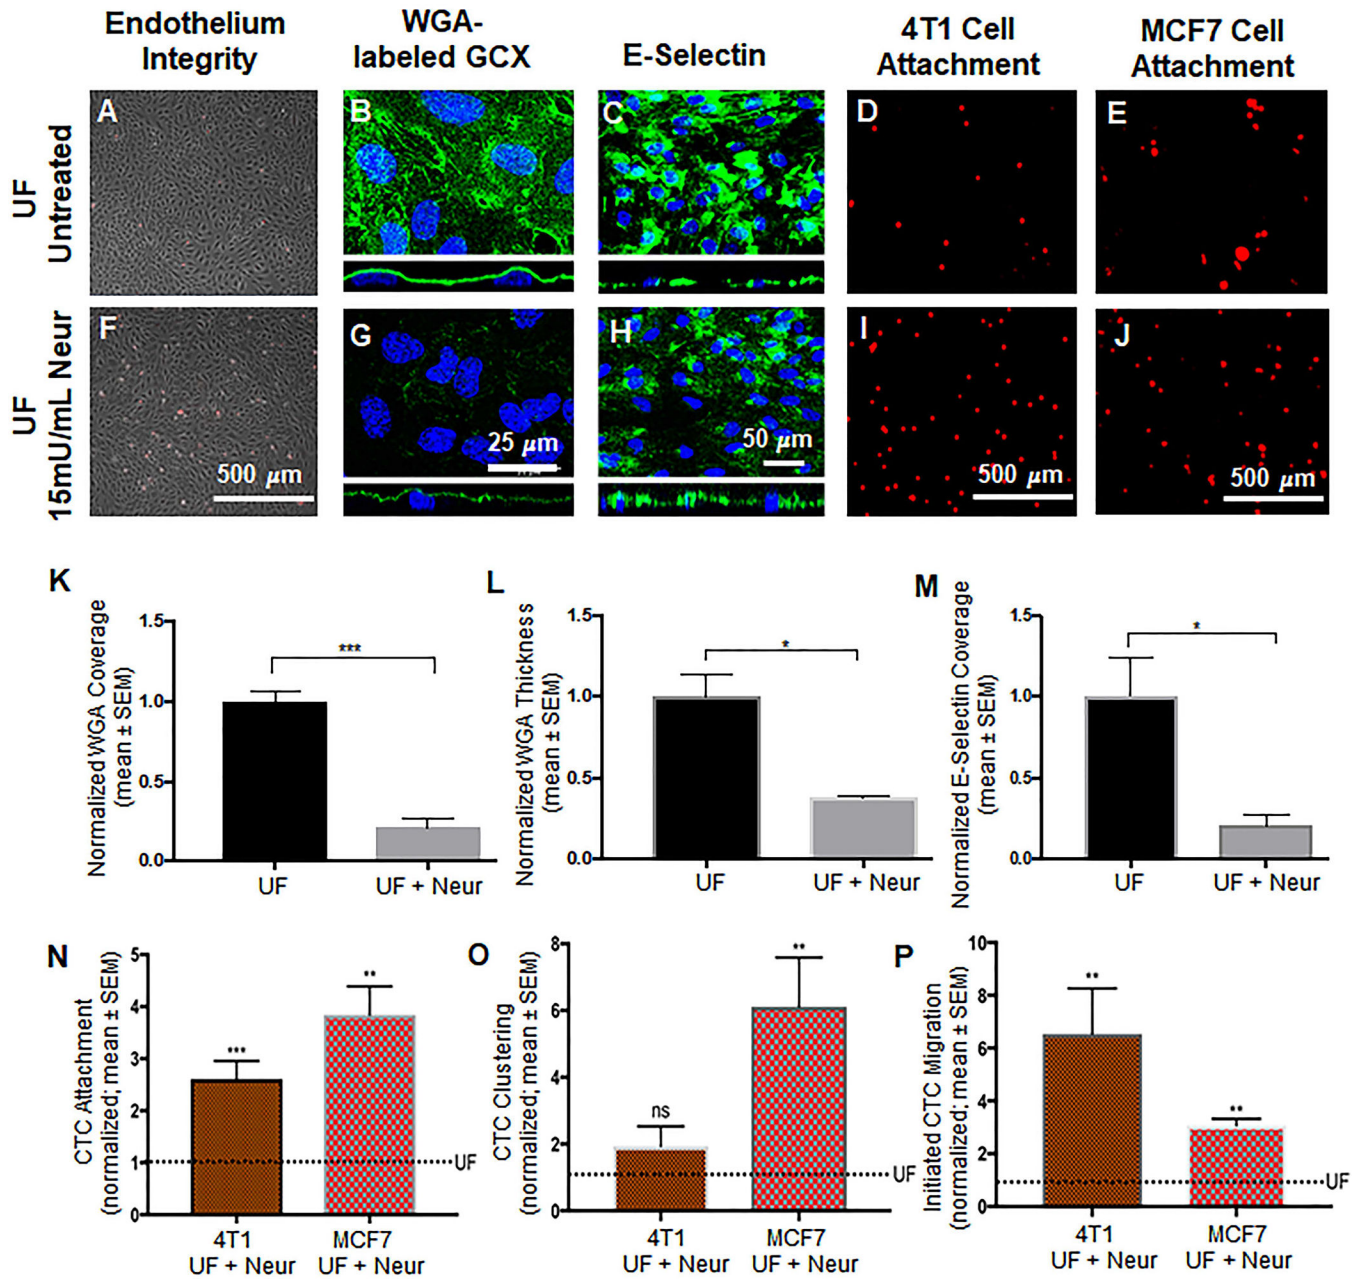 Endothelium
Integrity
WGA-
labeled GCX
E-Selectin
4T1 Cell
Attachment
MCF7 Cell
Attachment
UF
Untreated
A
B
C
D
E
UF
15mU/mL Neur
F
500 µm
G
25 µm
H
50 µm
I
500 µm
J
500 µm
K
Normalized WGA Coverage
(mean ± SEM)
1.5
1.0
0.5
0.0
***
UF
UF + Neur
L
Normalized WGA Thickness
(mean ± SEM)
1.5
1.0
0.5
0.0
*
UF
UF + Neur
M
Normalized E-Selectin Coverage
(mean ± SEM)
1.5
1.0
0.5
0.0
*
UF
UF + Neur
N
CTC Attachment
(normalized; mean ± SEM)
5
4
3
2
1
0
***
**
UF
4T1
UF + Neur
MCF7
UF + Neur
O
CTC Clustering
(normalized; mean ± SEM)
8
6
4
2
0
ns
**
UF
4T1
UF + Neur
MCF7
UF + Neur
P
Initiated CTC Migration
(normalized; mean ± SEM)
10
8
6
4
2
0
**
**
UF
4T1
UF + Neur
MCF7
UF + Neur